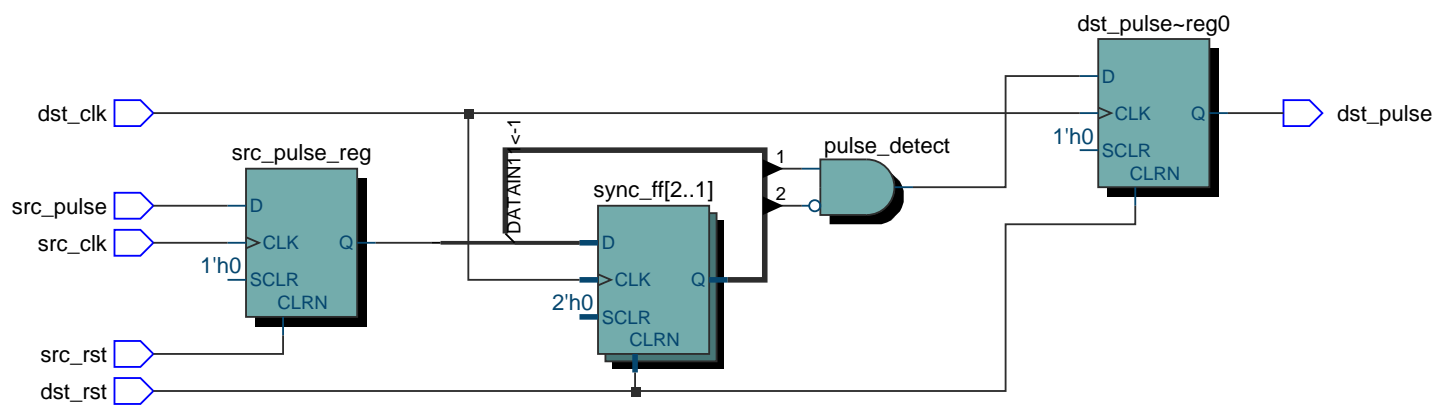 dst_pulse~reg0
D
dst_clk
CLK
Q
dst_pulse
1'h0
SCLR
CLRN
DATAIN11<-1
1
pulse_detect
2
src_pulse_reg
src_pulse
D
src_clk
CLK
Q
1'h0
SCLR
CLRN
sync_ff[2..1]
D
CLK
Q
2'h0
SCLR
CLRN
src_rst
dst_rst